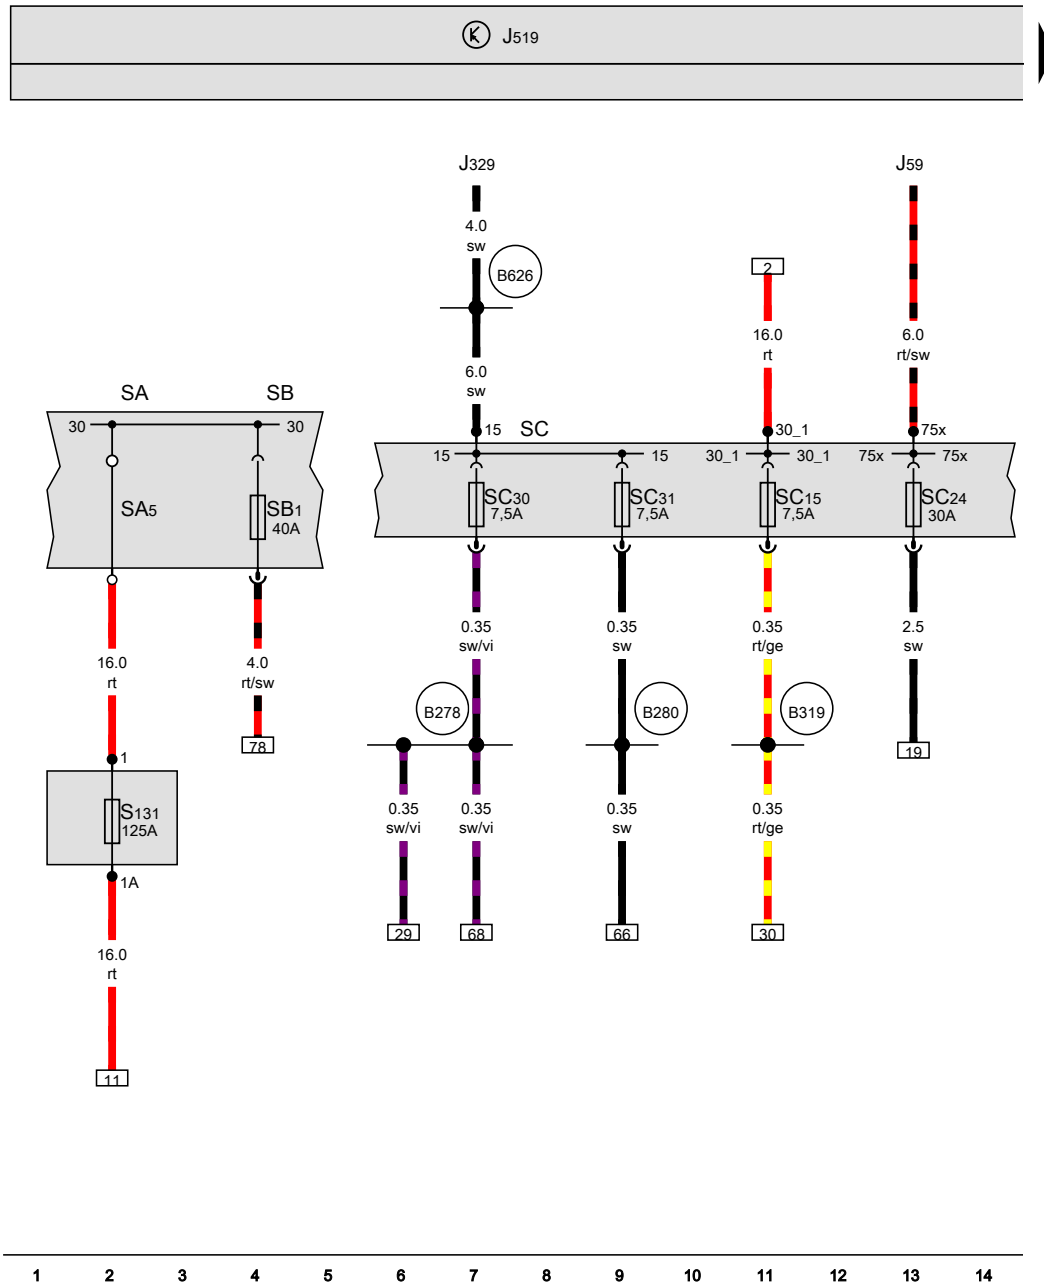 J519
J329
J59
4.0
sw
B626
2
16.0
rt
6.0
rt/sw
6.0
sw
SA
SB
30
30
15
SC
30_1
75x
15
15
30_1
30_1
75x
75x
SA5
SB1
40A
SC30
7,5A
SC31
7,5A
SC15
7,5A
SC24
30A
0.35
sw/vi
0.35
sw
0.35
rt/ge
2.5
sw
16.0
rt
4.0
rt/sw
B278
B280
B319
78
19
1
S131
125A
0.35
sw/vi
0.35
sw/vi
0.35
sw
0.35
rt/ge
1A
29
68
66
30
16.0
rt
11
1 2 3 4 5 6 7 8 9 10 11 12 13 14